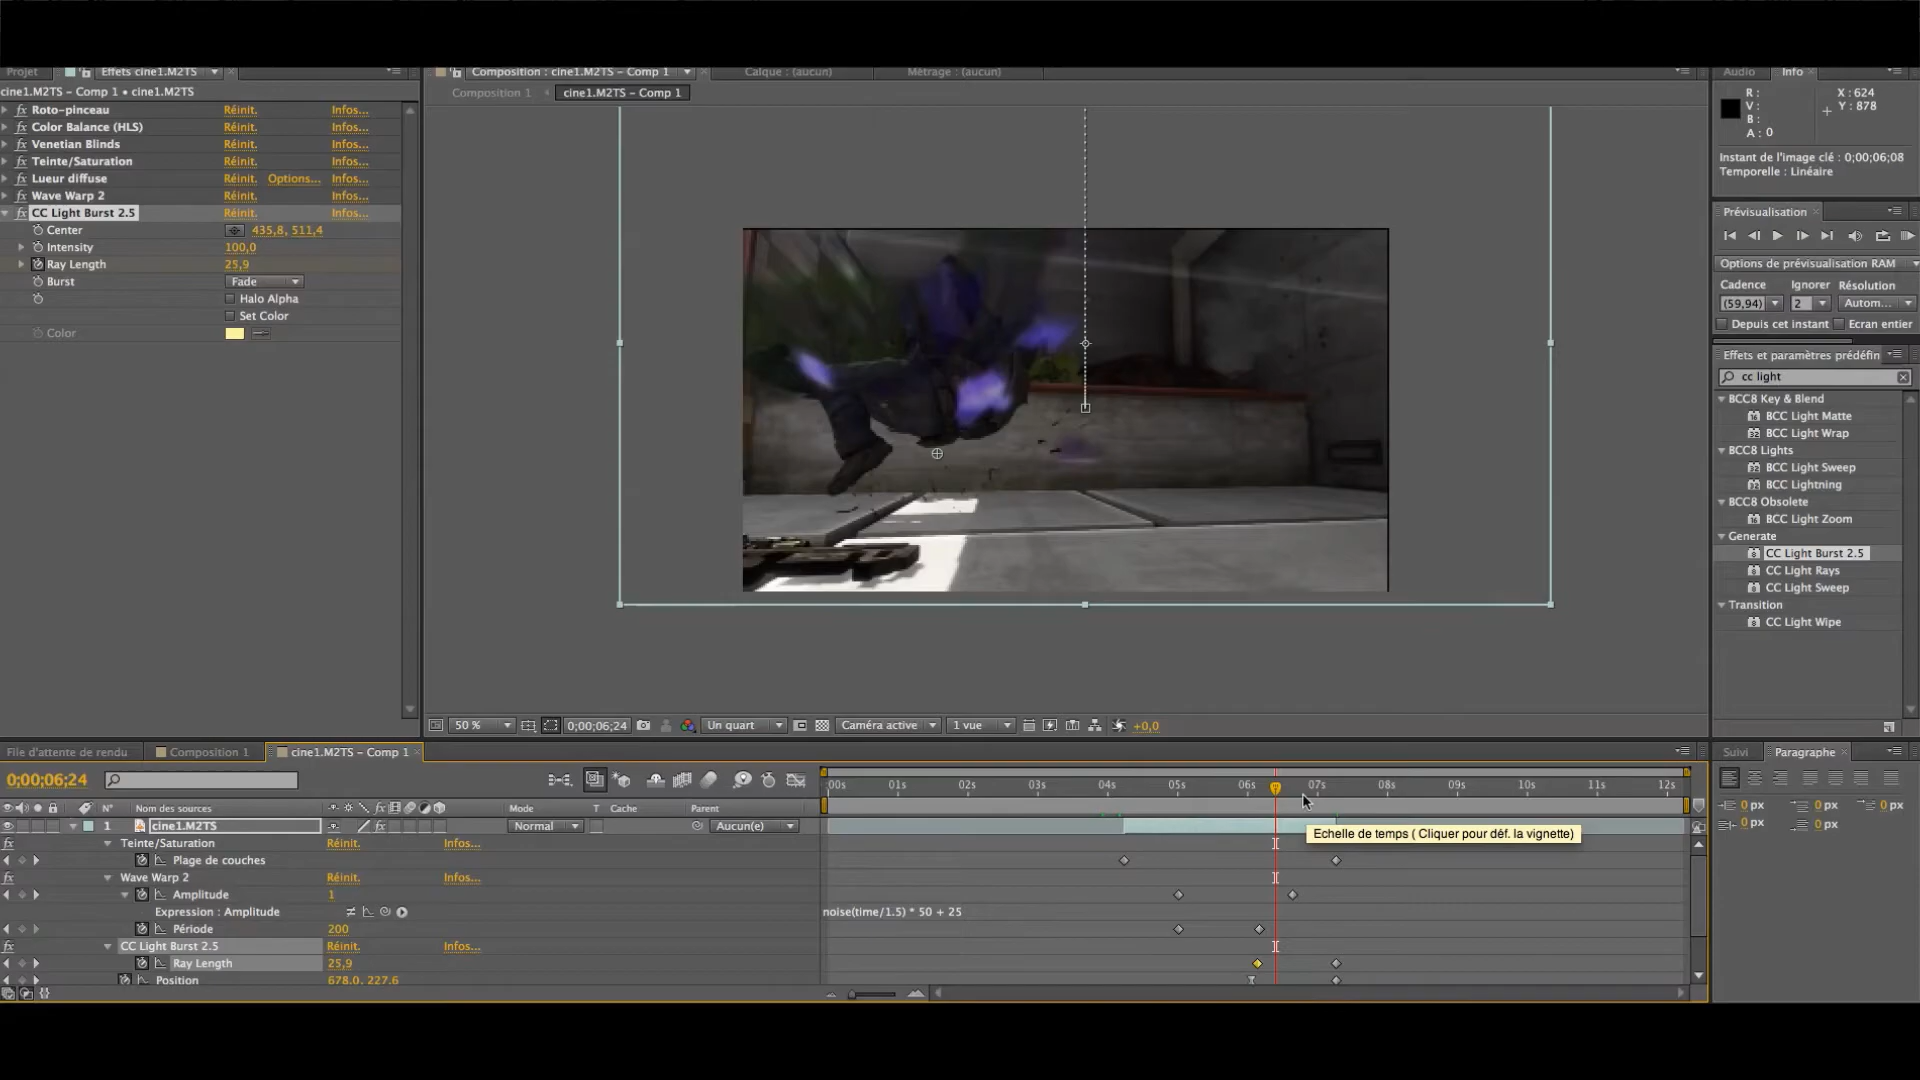 Projet
Effets cine1.M2TS
cine1.M2TS – Comp 1 • cine1.M2TS
Roto-pinceau Réinit. Infos...
Color Balance (HLS) Réinit. Infos...
Venetian Blinds Réinit. Infos...
Teinte/Saturation Réinit. Infos...
Lueur diffuse Réinit. Options... Infos...
Wave Warp 2 Réinit. Infos...
CC Light Burst 2.5 Réinit. Infos...
Center 435,8, 511,4
Intensity 100,0
Ray Length 25,9
Burst Fade
Halo Alpha
Set Color
Color
Composition : cine1.M2TS – Comp 1
Calque : (aucun)
Métrage : (aucun)
Composition 1
cine1.M2TS – Comp 1
50 % 0;00;06;24 Un quart Caméra active 1 vue +0,0
Audio Info
R :
V :
B :
A : 0
X : 624
Y : 878
Instant de l'image clé : 0;00;06;08
Temporelle : Linéaire
Prévisualisation
Options de prévisualisation RAM
Cadence Ignorer Résolution
(59,94) 2 Autom...
Depuis cet instant Ecran entier
Effets et paramètres prédéfin
cc light
BCC8 Key & Blend
BCC Light Matte
BCC Light Wrap
BCC8 Lights
BCC Light Sweep
BCC Lightning
BCC8 Obsolete
BCC Light Zoom
Generate
CC Light Burst 2.5
CC Light Rays
CC Light Sweep
Transition
CC Light Wipe
File d'attente de rendu
Composition 1
cine1.M2TS – Comp 1
0;00;06;24
N° Nom des sources Mode T Cache Parent
1 cine1.M2TS Normal Aucun(e)
Teinte/Saturation Réinit. Infos...
Plage de couches
Wave Warp 2 Réinit. Infos...
Amplitude 1
Expression : Amplitude
noise(time/1.5) * 50 + 25
Période 200
CC Light Burst 2.5 Réinit. Infos...
Ray Length 25,9
Position 678,0, 227,6
:00s 01s 02s 03s 04s 05s 06s 07s 08s 09s 10s 11s 12s
Echelle de temps ( Cliquer pour déf. la vignette)
Suivi Paragraphe
0 px 0 px 0 px
0 px 0 px